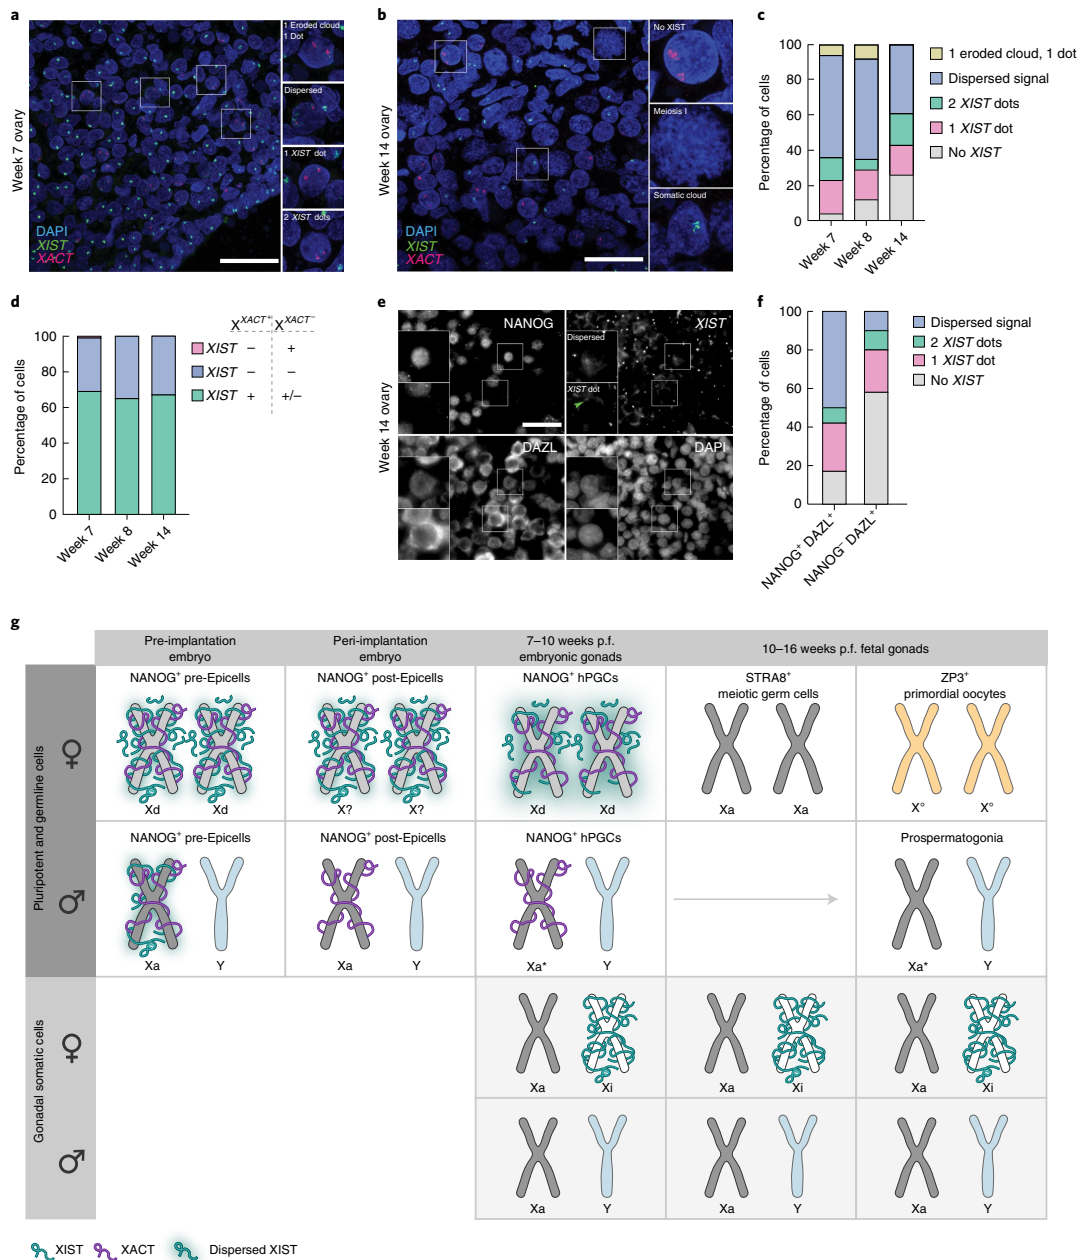 a
Week 7 ovary
1 Eroded cloud
1 Dot
Dispersed
1 XIST dot
2 XIST dots
DAPI
XIST
XACT
b
Week 14 ovary
No XIST
Meiosis I
Somatic cloud
DAPI
XIST
XACT
c
Percentage of cells
100
80
60
40
20
0
Week 7
Week 8
Week 14
1 eroded cloud, 1 dot
Dispersed signal
2 XIST dots
1 XIST dot
No XIST
d
Percentage of cells
100
80
60
40
20
0
Week 7
Week 8
Week 14
X^XACT+ X^XACT−
XIST − +
XIST − −
XIST + +/−
e
Week 14 ovary
NANOG
XIST
Dispersed
XIST dot
DAZL
DAPI
f
Percentage of cells
100
80
60
40
20
0
NANOG⁺ DAZL⁺
NANOG⁻ DAZL⁺
Dispersed signal
2 XIST dots
1 XIST dot
No XIST
g
Pre-implantation
embryo
Peri-implantation
embryo
7–10 weeks p.f.
embryonic gonads
10–16 weeks p.f. fetal gonads
Pluripotent and germline cells
♀
NANOG⁺ pre-Epicells
Xd Xd
NANOG⁺ post-Epicells
X? X?
NANOG⁺ hPGCs
Xd Xd
STRA8⁺
meiotic germ cells
Xa Xa
ZP3⁺
primordial oocytes
X° X°
♂
NANOG⁺ pre-Epicells
Xa Y
NANOG⁺ post-Epicells
Xa Y
NANOG⁺ hPGCs
Xa* Y
Prospermatogonia
Xa* Y
Gonadal somatic cells
♀
Xa Xi
Xa Xi
Xa Xi
♂
Xa Y
Xa Y
Xa Y
XIST XACT Dispersed XIST